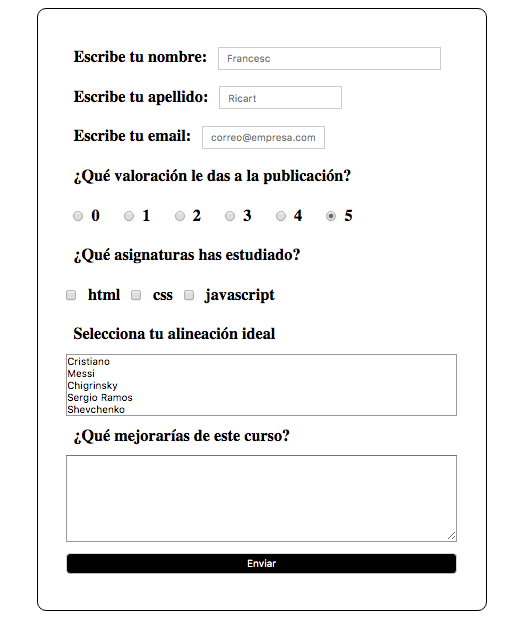 Escribe tu nombre: Francesc
Escribe tu apellido: Ricart
Escribe tu email: correo@empresa.com
¿Qué valoración le das a la publicación?
0 1 2 3 4 5
¿Qué asignaturas has estudiado?
html css javascript
Selecciona tu alineación ideal
Cristiano
Messi
Chigrinsky
Sergio Ramos
Shevchenko
¿Qué mejorarías de este curso?
Enviar